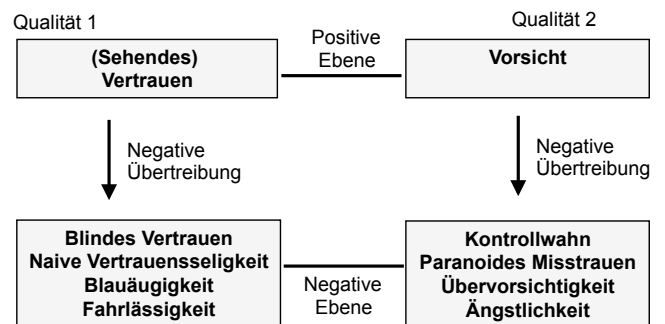 Qualität 1
Qualität 2
(Sehendes)
Vertrauen
Positive
Ebene
Vorsicht
Negative
Übertreibung
Negative
Übertreibung
Blindes Vertrauen
Naive Vertrauensseligkeit
Blauäugigkeit
Fahrlässigkeit
Negative
Ebene
Kontrollwahn
Paranoides Misstrauen
Übervorsichtigkeit
Ängstlichkeit